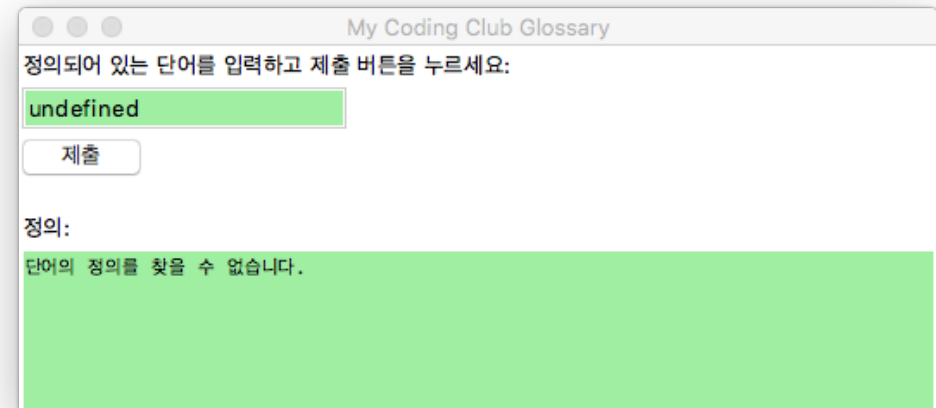 My Coding Club Glossary
정의되어 있는 단어를 입력하고 제출 버튼을 누르세요:
undefined
제출
정의:
단어의 정의를 찾을 수 없습니다.